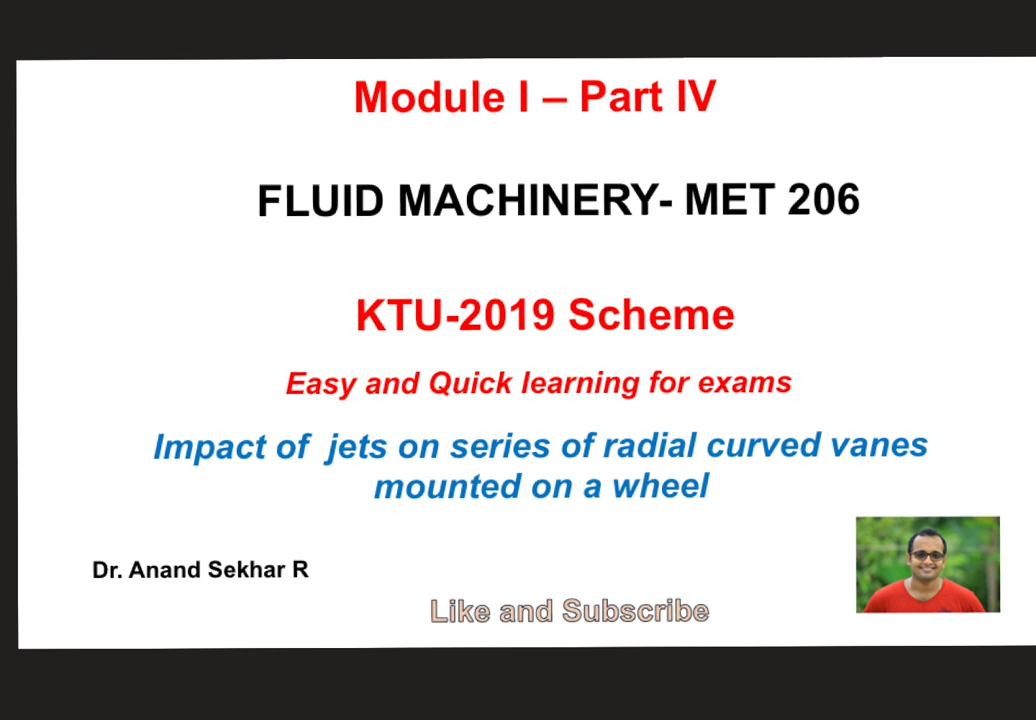 Module I – Part IV
FLUID MACHINERY- MET 206
KTU-2019 Scheme
Easy and Quick learning for exams
Impact of  jets on series of radial curved vanes
mounted on a wheel
Dr. Anand Sekhar R
Like and Subscribe